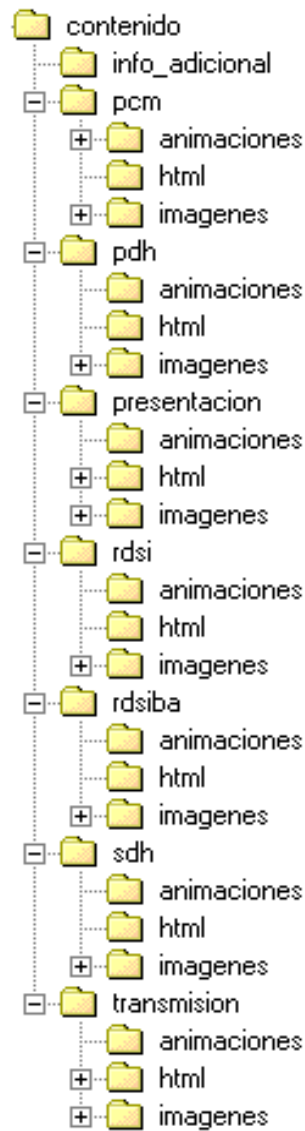 contenido
info_adicional
pcm
animaciones
html
imagenes
pdh
animaciones
html
imagenes
presentacion
animaciones
html
imagenes
rdsi
animaciones
html
imagenes
rdsiba
animaciones
html
imagenes
sdh
animaciones
html
imagenes
transmision
animaciones
html
imagenes